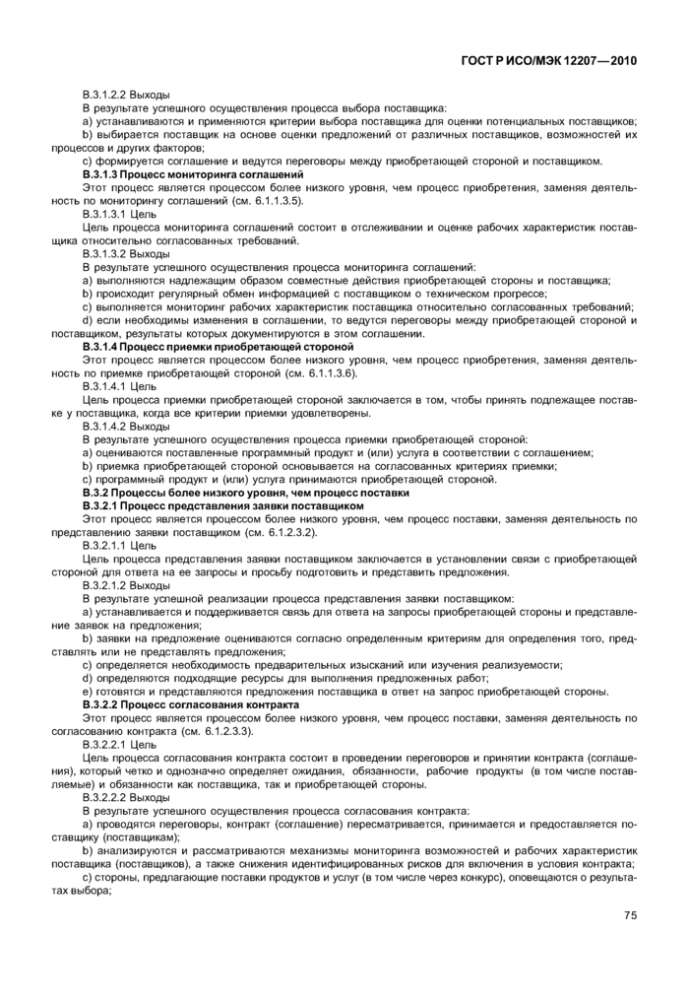 ГОСТ Р ИСО/МЭК 12207—2010
В.3.1.2.2 Выходы
В результате успешного осуществления процесса выбора поставщика:
a) устанавливаются и применяются критерии выбора поставщика для оценки потенциальных поставщиков;
b) выбирается поставщик на основе оценки предложений от различных поставщиков, возможностей их
процессов и других факторов;
c) формируется соглашение и ведутся переговоры между приобретающей стороной и поставщиком.
В.3.1.3 Процесс мониторинга соглашений
Этот процесс является процессом более низкого уровня, чем процесс приобретения, заменяя деятель-
ность по мониторингу соглашений (см. 6.1.1.3.5).
В.3.1.3.1 Цель
Цель процесса мониторинга соглашений состоит в отслеживании и оценке рабочих характеристик постав-
щика относительно согласованных требований.
В.3.1.3.2 Выходы
В результате успешного осуществления процесса мониторинга соглашений:
a) выполняются надлежащим образом совместные действия приобретающей стороны и поставщика;
b) происходит регулярный обмен информацией с поставщиком о техническом прогрессе;
c) выполняется мониторинг рабочих характеристик поставщика относительно согласованных требований;
d) если необходимы изменения в соглашении, то ведутся переговоры между приобретающей стороной и
поставщиком, результаты которых документируются в этом соглашении.
В.3.1.4 Процесс приемки приобретающей стороной
Этот процесс является процессом более низкого уровня, чем процесс приобретения, заменяя деятель-
ность по приемке приобретающей стороной (см. 6.1.1.3.6).
В.3.1.4.1 Цель
Цель процесса приемки приобретающей стороной заключается в том, чтобы принять подлежащее постав-
ке у поставщика, когда все критерии приемки удовлетворены.
В.3.1.4.2 Выходы
В результате успешного осуществления процесса приемки приобретающей стороной:
a) оцениваются поставленные программный продукт и (или) услуга в соответствии с соглашением;
b) приемка приобретающей стороной основывается на согласованных критериях приемки;
c) программный продукт и (или) услуга принимаются приобретающей стороной.
В.3.2 Процессы более низкого уровня, чем процесс поставки
В.3.2.1 Процесс представления заявки поставщиком
Этот процесс является процессом более низкого уровня, чем процесс поставки, заменяя деятельность по
представлению заявки поставщиком (см. 6.1.2.3.2).
В.3.2.1.1 Цель
Цель процесса представления заявки поставщиком заключается в установлении связи с приобретающей
стороной для ответа на ее запросы и просьбу подготовить и представить предложения.
В.3.2.1.2 Выходы
В результате успешной реализации процесса представления заявки поставщиком:
a) устанавливается и поддерживается связь для ответа на запросы приобретающей стороны и представле-
ние заявок на предложения;
b) заявки на предложение оцениваются согласно определенным критериям для определения того, пред-
ставлять или не представлять предложения;
c) определяется необходимость предварительных изысканий или изучения реализуемости;
d) определяются подходящие ресурсы для выполнения предложенных работ;
e) готовятся и представляются предложения поставщика в ответ на запрос приобретающей стороны.
В.3.2.2 Процесс согласования контракта
Этот процесс является процессом более низкого уровня, чем процесс поставки, заменяя деятельность по
согласованию контракта (см. 6.1.2.3.3).
В.3.2.2.1 Цель
Цель процесса согласования контракта состоит в проведении переговоров и принятии контракта (соглаше-
ния), который четко и однозначно определяет ожидания, обязанности, рабочие продукты (в том числе постав-
ляемые) и обязанности как поставщика, так и приобретающей стороны.
В.3.2.2.2 Выходы
В результате успешного осуществления процесса согласования контракта:
a) проводятся переговоры, контракт (соглашение) пересматривается, принимается и предоставляется по-
ставщику (поставщикам);
b) анализируются и рассматриваются механизмы мониторинга возможностей и рабочих характеристик
поставщика (поставщиков), а также снижения идентифицированных рисков для включения в условия контракта;
c) стороны, предлагающие поставки продуктов и услуг (в том числе через конкурс), оповещаются о результа-
тах выбора;
75